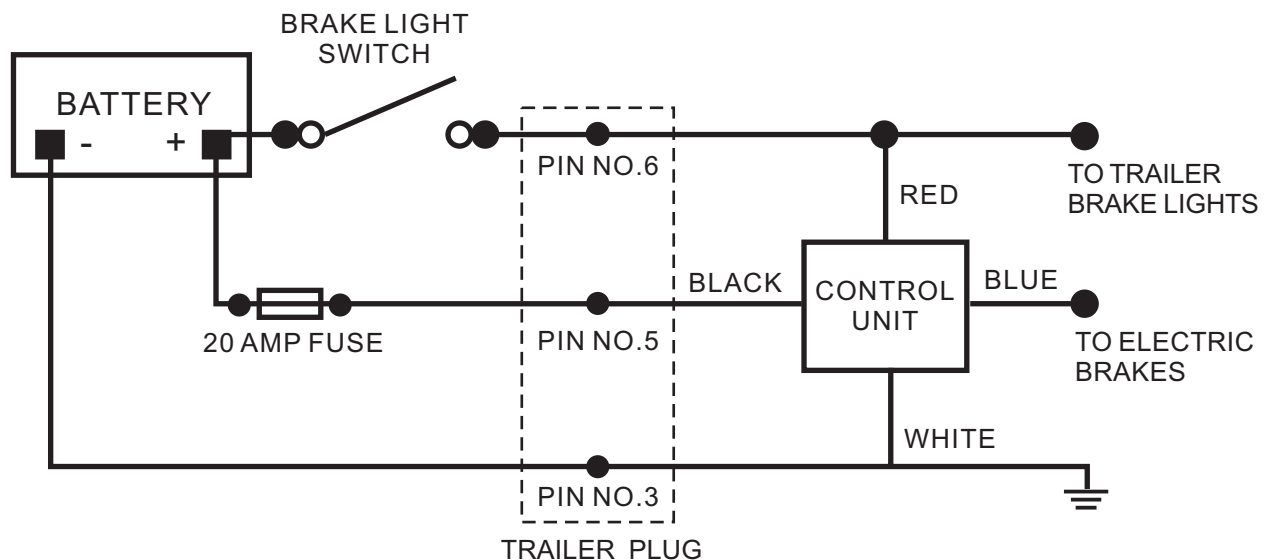 BRAKE LIGHT
SWITCH
BATTERY
- +
PIN NO.6
TO TRAILER
BRAKE LIGHTS
RED
BLACK
CONTROL
UNIT
BLUE
20 AMP FUSE
PIN NO.5
TO ELECTRIC
BRAKES
WHITE
PIN NO.3
TRAILER PLUG